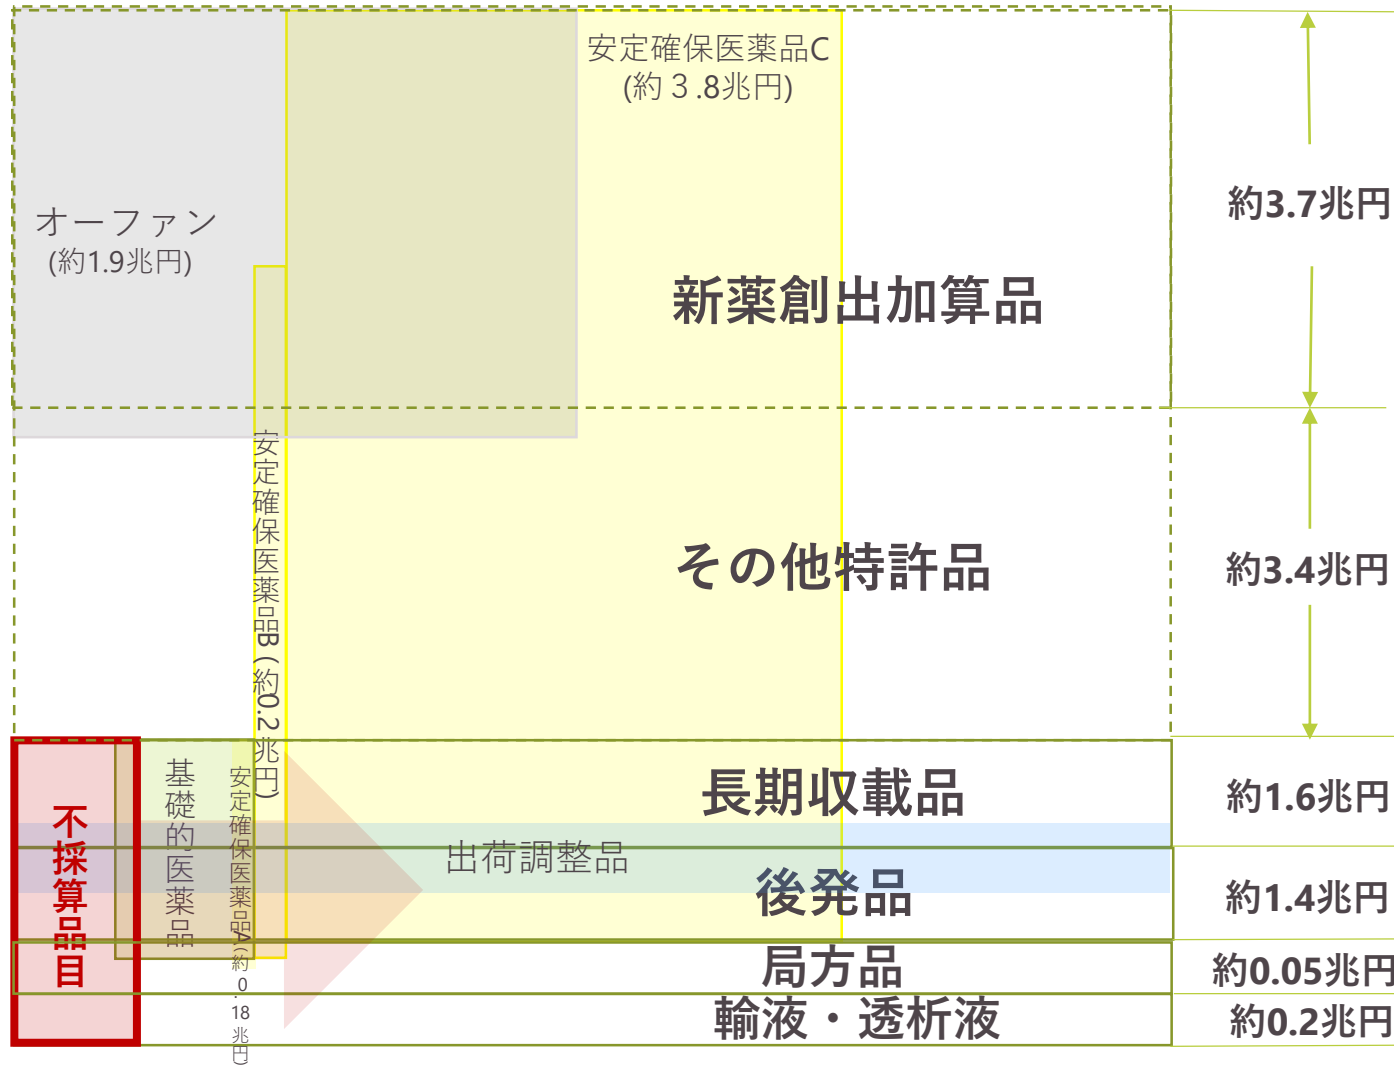 安定確保医薬品C
(約３.8兆円)
オーファン
(約1.9兆円)
約3.7兆円
新薬創出加算品
安定確保医薬品B（約0.2兆円）
その他特許品
約3.4兆円
不採算品目
基礎的医薬品
安定確保医薬品A（約0.18兆円）
長期収載品
約1.6兆円
出荷調整品
後発品
約1.4兆円
局方品
約0.05兆円
輸液・透析液
約0.2兆円